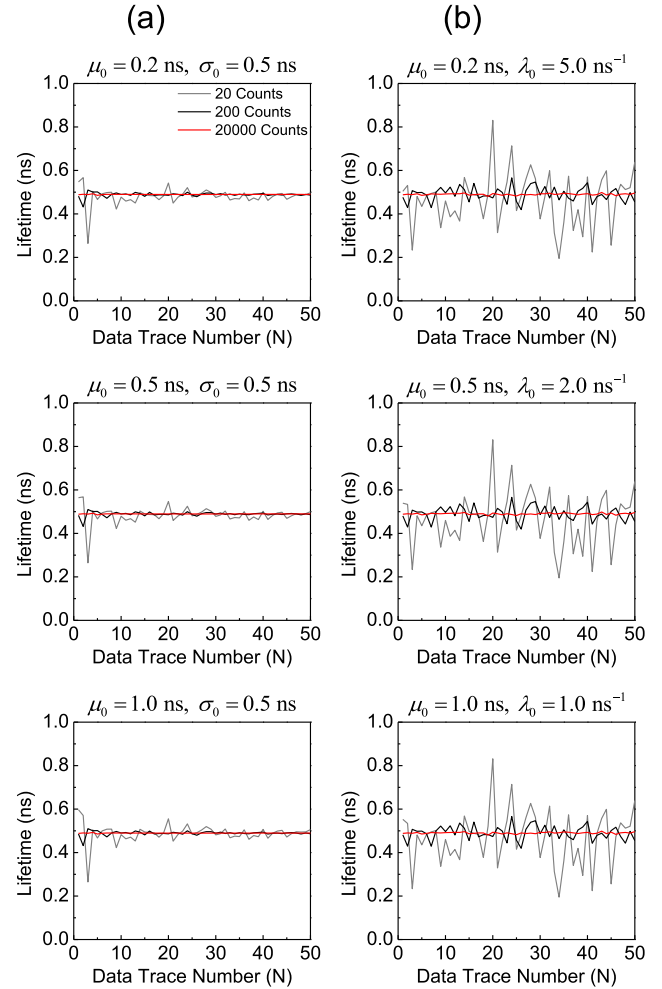 (a)
(b)
μ₀ = 0.2 ns, σ₀ = 0.5 ns
1.0
0.8
0.6
0.4
0.2
0.0
Lifetime (ns)
20 Counts
200 Counts
20000 Counts
0 10 20 30 40 50
Data Trace Number (N)
μ₀ = 0.2 ns, λ₀ = 5.0 ns⁻¹
1.0
0.8
0.6
0.4
0.2
0.0
Lifetime (ns)
0 10 20 30 40 50
Data Trace Number (N)
μ₀ = 0.5 ns, σ₀ = 0.5 ns
1.0
0.8
0.6
0.4
0.2
0.0
Lifetime (ns)
0 10 20 30 40 50
Data Trace Number (N)
μ₀ = 0.5 ns, λ₀ = 2.0 ns⁻¹
1.0
0.8
0.6
0.4
0.2
0.0
Lifetime (ns)
0 10 20 30 40 50
Data Trace Number (N)
μ₀ = 1.0 ns, σ₀ = 0.5 ns
1.0
0.8
0.6
0.4
0.2
0.0
Lifetime (ns)
0 10 20 30 40 50
Data Trace Number (N)
μ₀ = 1.0 ns, λ₀ = 1.0 ns⁻¹
1.0
0.8
0.6
0.4
0.2
0.0
Lifetime (ns)
0 10 20 30 40 50
Data Trace Number (N)